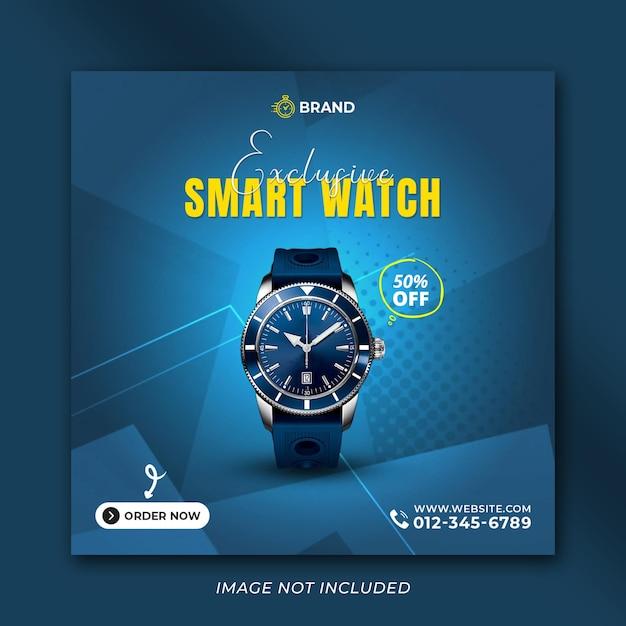 BRAND
Exclusive
SMART WATCH
50%
OFF
ORDER NOW
WWW.WEBSITE.COM
012-345-6789
IMAGE NOT INCLUDED